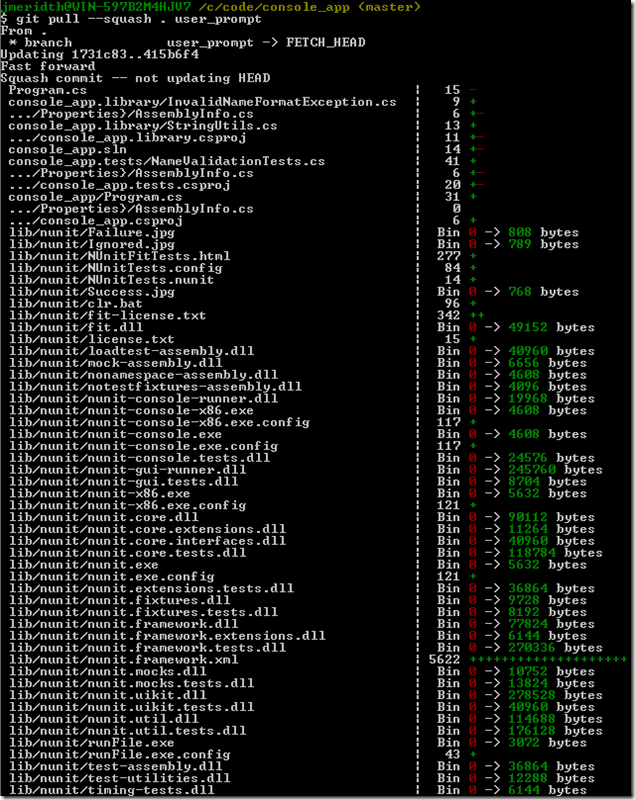 jmeridth@WIN-597B2M4HJV7 /c/code/console_app (master)
$ git pull --squash . user_prompt
From .
 * branch            user_prompt -> FETCH_HEAD
Updating 1731c83..415b6f4
Fast forward
Squash commit -- not updating HEAD
 Program.cs | 15 -
 console_app.library/InvalidNameFormatException.cs | 9 +
 .../Properties}/AssemblyInfo.cs | 6 +-
 console_app.library/StringUtils.cs | 13 +
 .../console_app.library.csproj | 11 +-
 console_app.sln | 14 +-
 console_app.tests/NameValidationTests.cs | 41 +
 .../Properties}/AssemblyInfo.cs | 6 +-
 .../console_app.tests.csproj | 20 +-
 console_app/Program.cs | 31 +
 .../Properties}/AssemblyInfo.cs | 0
 .../console_app.csproj | 6 +
 lib/nunit/Failure.jpg | Bin 0 -> 808 bytes
 lib/nunit/Ignored.jpg | Bin 0 -> 789 bytes
 lib/nunit/NUnitFitTests.html | 277 +
 lib/nunit/NUnitTests.config | 84 +
 lib/nunit/NUnitTests.nunit | 14 +
 lib/nunit/Success.jpg | Bin 0 -> 768 bytes
 lib/nunit/clr.bat | 96 +
 lib/nunit/fit-license.txt | 342 ++
 lib/nunit/fit.dll | Bin 0 -> 49152 bytes
 lib/nunit/license.txt | 15 +
 lib/nunit/loadtest-assembly.dll | Bin 0 -> 40960 bytes
 lib/nunit/mock-assembly.dll | Bin 0 -> 6656 bytes
 lib/nunit/nonamespace-assembly.dll | Bin 0 -> 4608 bytes
 lib/nunit/notestfixtures-assembly.dll | Bin 0 -> 4096 bytes
 lib/nunit/nunit-console-runner.dll | Bin 0 -> 19968 bytes
 lib/nunit/nunit-console-x86.exe | Bin 0 -> 4608 bytes
 lib/nunit/nunit-console-x86.exe.config | 117 +
 lib/nunit/nunit-console.exe | Bin 0 -> 4608 bytes
 lib/nunit/nunit-console.exe.config | 117 +
 lib/nunit/nunit-console.tests.dll | Bin 0 -> 24576 bytes
 lib/nunit/nunit-gui-runner.dll | Bin 0 -> 245760 bytes
 lib/nunit/nunit-gui.tests.dll | Bin 0 -> 8704 bytes
 lib/nunit/nunit-x86.exe | Bin 0 -> 5632 bytes
 lib/nunit/nunit-x86.exe.config | 121 +
 lib/nunit/nunit.core.dll | Bin 0 -> 90112 bytes
 lib/nunit/nunit.core.extensions.dll | Bin 0 -> 11264 bytes
 lib/nunit/nunit.core.interfaces.dll | Bin 0 -> 40960 bytes
 lib/nunit/nunit.core.tests.dll | Bin 0 -> 118784 bytes
 lib/nunit/nunit.exe | Bin 0 -> 5632 bytes
 lib/nunit/nunit.exe.config | 121 +
 lib/nunit/nunit.extensions.tests.dll | Bin 0 -> 36864 bytes
 lib/nunit/nunit.fixtures.dll | Bin 0 -> 9728 bytes
 lib/nunit/nunit.fixtures.tests.dll | Bin 0 -> 8192 bytes
 lib/nunit/nunit.framework.dll | Bin 0 -> 77824 bytes
 lib/nunit/nunit.framework.extensions.dll | Bin 0 -> 6144 bytes
 lib/nunit/nunit.framework.tests.dll | Bin 0 -> 270336 bytes
 lib/nunit/nunit.framework.xml | 5622 ++++++++++++++++++++
 lib/nunit/nunit.mocks.dll | Bin 0 -> 10752 bytes
 lib/nunit/nunit.mocks.tests.dll | Bin 0 -> 13824 bytes
 lib/nunit/nunit.uikit.dll | Bin 0 -> 278528 bytes
 lib/nunit/nunit.uikit.tests.dll | Bin 0 -> 40960 bytes
 lib/nunit/nunit.util.dll | Bin 0 -> 114688 bytes
 lib/nunit/nunit.util.tests.dll | Bin 0 -> 176128 bytes
 lib/nunit/runFile.exe | Bin 0 -> 3072 bytes
 lib/nunit/runFile.exe.config | 43 +
 lib/nunit/test-assembly.dll | Bin 0 -> 36864 bytes
 lib/nunit/test-utilities.dll | Bin 0 -> 12288 bytes
 lib/nunit/timing-tests.dll | Bin 0 -> 6144 bytes